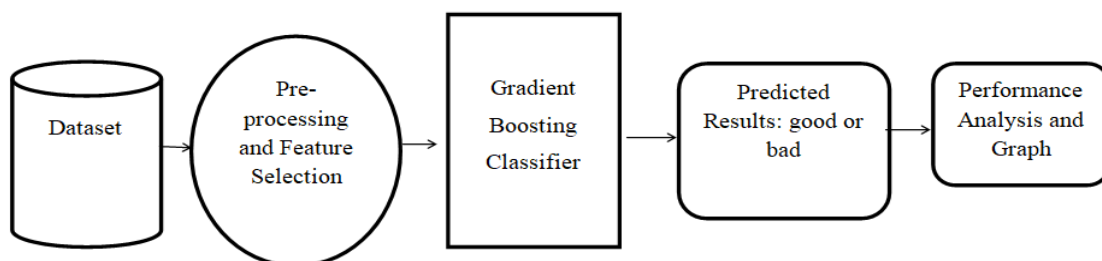 Dataset
Pre-
processing
and Feature
Selection
Gradient
Boosting
Classifier
Predicted
Results: good or
bad
Performance
Analysis and
Graph